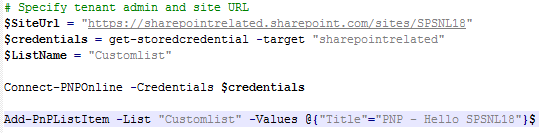 # Specify tenant admin and site URL
$SiteUrl = "https://sharepointrelated.sharepoint.com/sites/SPSNL18"
$credentials = get-storedcredential -target "sharepointrelated"
$ListName = "Customlist"
Connect-PNPOnline -Credentials $credentials
Add-PnPListItem -List "Customlist" -Values @{"Title"="PNP - Hello SPSNL18"}$